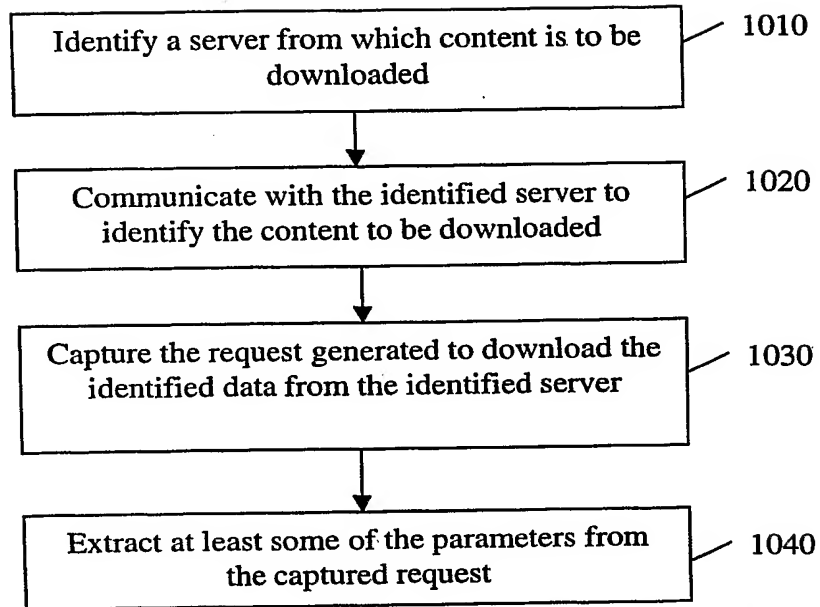 Identify a server from which content is to be
downloaded
1010
Communicate with the identified server to
identify the content to be downloaded
1020
Capture the request generated to download the
identified data from the identified server
1030
Extract at least some of the parameters from
the captured request
1040